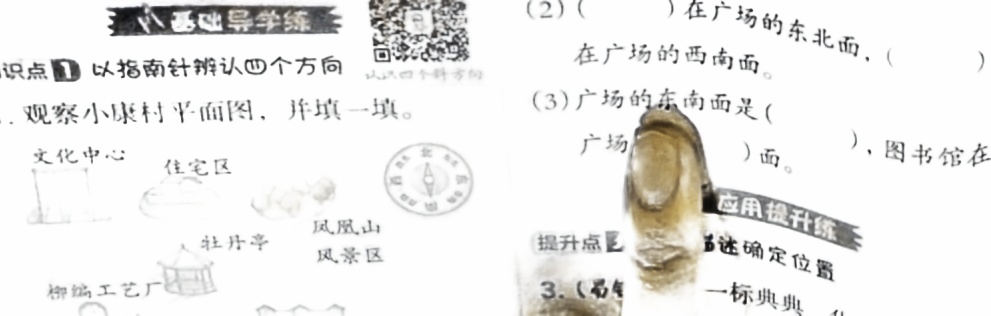 基础导学练
识点1 以指南针辨认四个方向
认识四个斜方向
. 观察小康村平面图，并填一填。
文化中心
住宅区
北
凤凰山
风景区
牡丹亭
柳编工艺厂
(2)(　　)在广场的东北面，(　　)
在广场的西南面。
(3)广场的东南面是(　　)，图书馆在
广场(　　)面。
应用提升练
提升点 描述确定位置
3. (易
一标典典